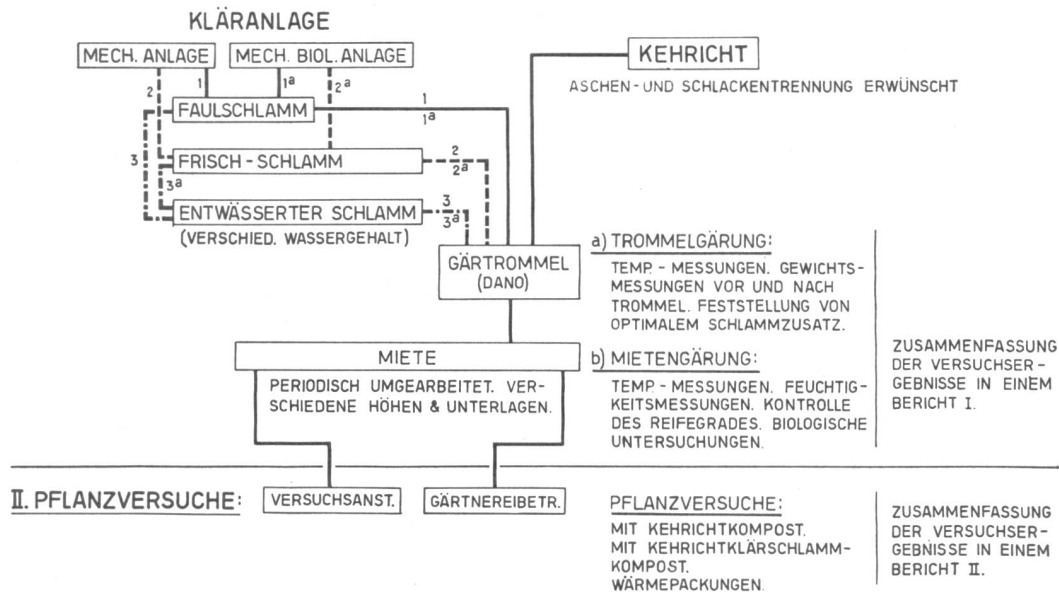 KLÄRANLAGE
MECH. ANLAGE
MECH. BIOL. ANLAGE
KEHRICHT
ASCHEN- UND SCHLACKENTRENNUNG ERWÜNSCHT
1
1a
2
2a
FAULSCHLAMM
1
1a
3
FRISCH-SCHLAMM
2
2a
3a
ENTWÄSSERTER SCHLAMM
3
3a
(VERSCHIED. WASSERGEHALT)
GÄRTROMMEL
(DANO)
a) TROMMELGÄRUNG:
TEMP.- MESSUNGEN. GEWICHTS-
MESSUNGEN VOR UND NACH
TROMMEL. FESTSTELLUNG VON
OPTIMALEM SCHLAMMZUSATZ.
MIETE
PERIODISCH UMGEARBEITET. VER-
SCHIEDENE HÖHEN & UNTERLAGEN.
b) MIETENGÄRUNG:
TEMP.- MESSUNGEN. FEUCHTIG-
KEITSMESSUNGEN. KONTROLLE
DES REIFEGRADES. BIOLOGISCHE
UNTERSUCHUNGEN.
ZUSAMMENFASSUNG
DER VERSUCHSER-
GEBNISSE IN EINEM
BERICHT I.
II. PFLANZVERSUCHE:
VERSUCHSANST.
GÄRTNEREIBETR.
PFLANZVERSUCHE:
MIT KEHRICHTKOMPOST.
MIT KEHRICHTKLÄRSCHLAMM-
KOMPOST.
WÄRMEPACKUNGEN.
ZUSAMMENFASSUNG
DER VERSUCHSER-
GEBNISSE IN EINEM
BERICHT II.